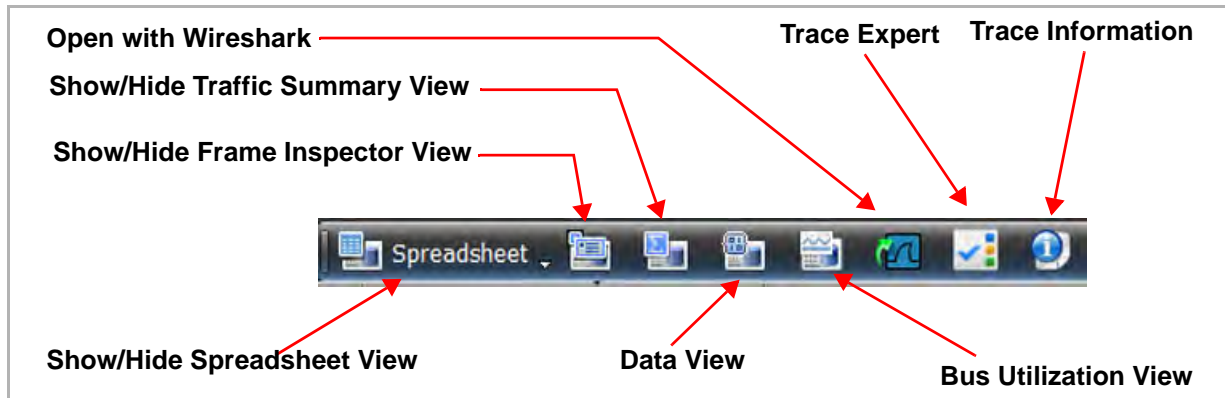 Open with Wireshark
Trace Expert
Trace Information
Show/Hide Traffic Summary View
Show/Hide Frame Inspector View
Spreadsheet
Show/Hide Spreadsheet View
Data View
Bus Utilization View